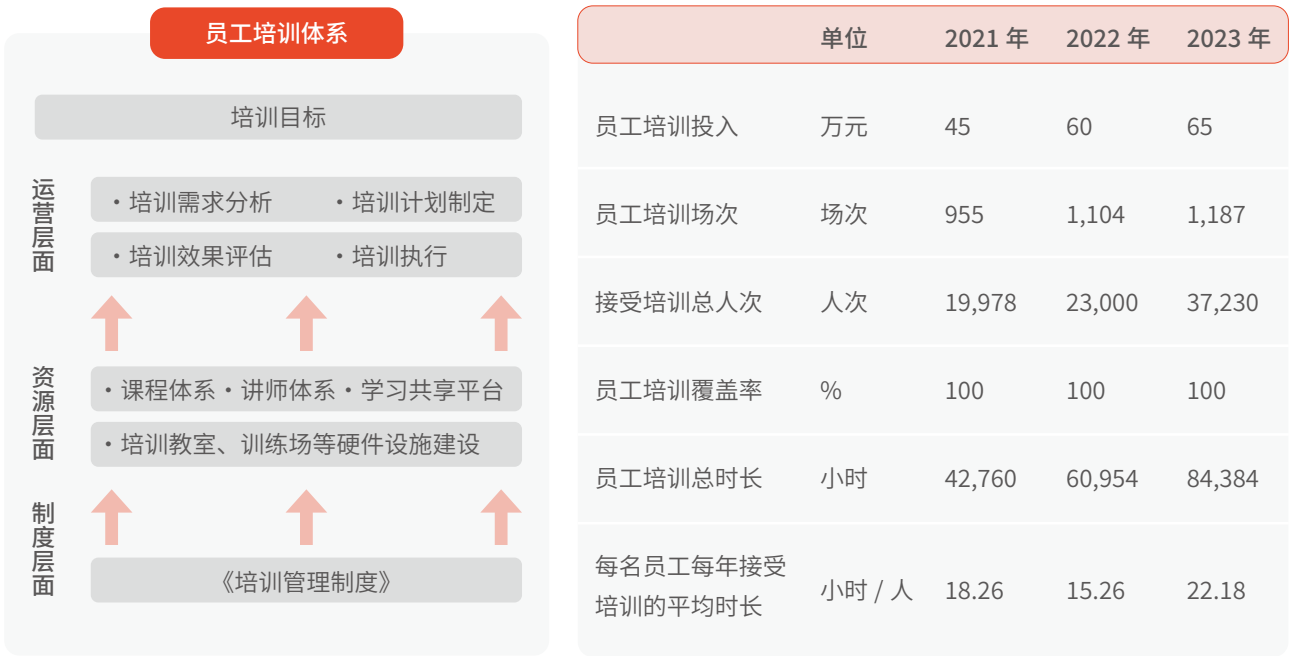 员工培训体系
培训目标
运营层面
·培训需求分析 ·培训计划制定
·培训效果评估 ·培训执行
资源层面
·课程体系·讲师体系·学习共享平台
·培训教室、训练场等硬件设施建设
制度层面
《培训管理制度》
单位 2021 年 2022 年 2023 年
员工培训投入 万元 45 60 65
员工培训场次 场次 955 1,104 1,187
接受培训总人次 人次 19,978 23,000 37,230
员工培训覆盖率 % 100 100 100
员工培训总时长 小时 42,760 60,954 84,384
每名员工每年接受
培训的平均时长 小时 / 人 18.26 15.26 22.18